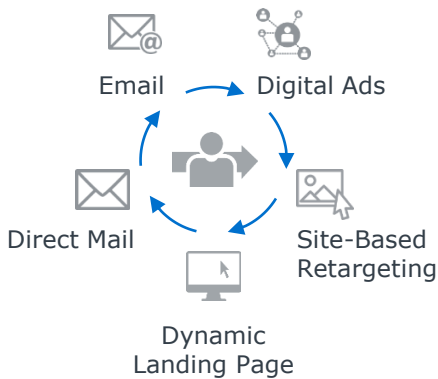 Email
Digital Ads
Direct Mail
Site-Based
Retargeting
Dynamic
Landing Page